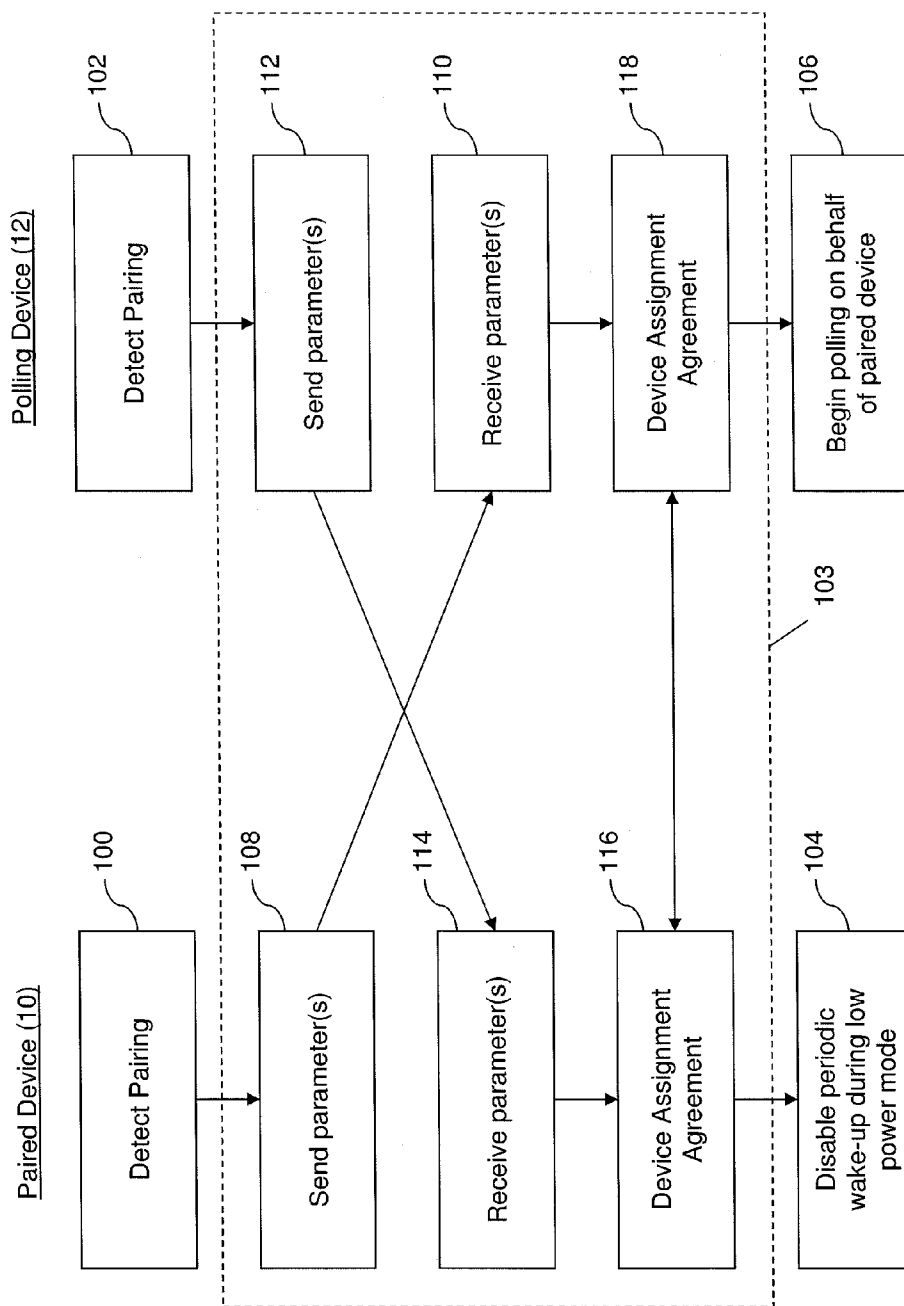 Paired Device (10)
Polling Device (12)
100
Detect Pairing
102
Detect Pairing
108
Send parameter(s)
112
Send parameter(s)
114
Receive parameter(s)
110
Receive parameter(s)
116
Device Assignment
Agreement
118
Device Assignment
Agreement
103
104
Disable periodic
wake-up during low
power mode
106
Begin polling on behalf
of paired device